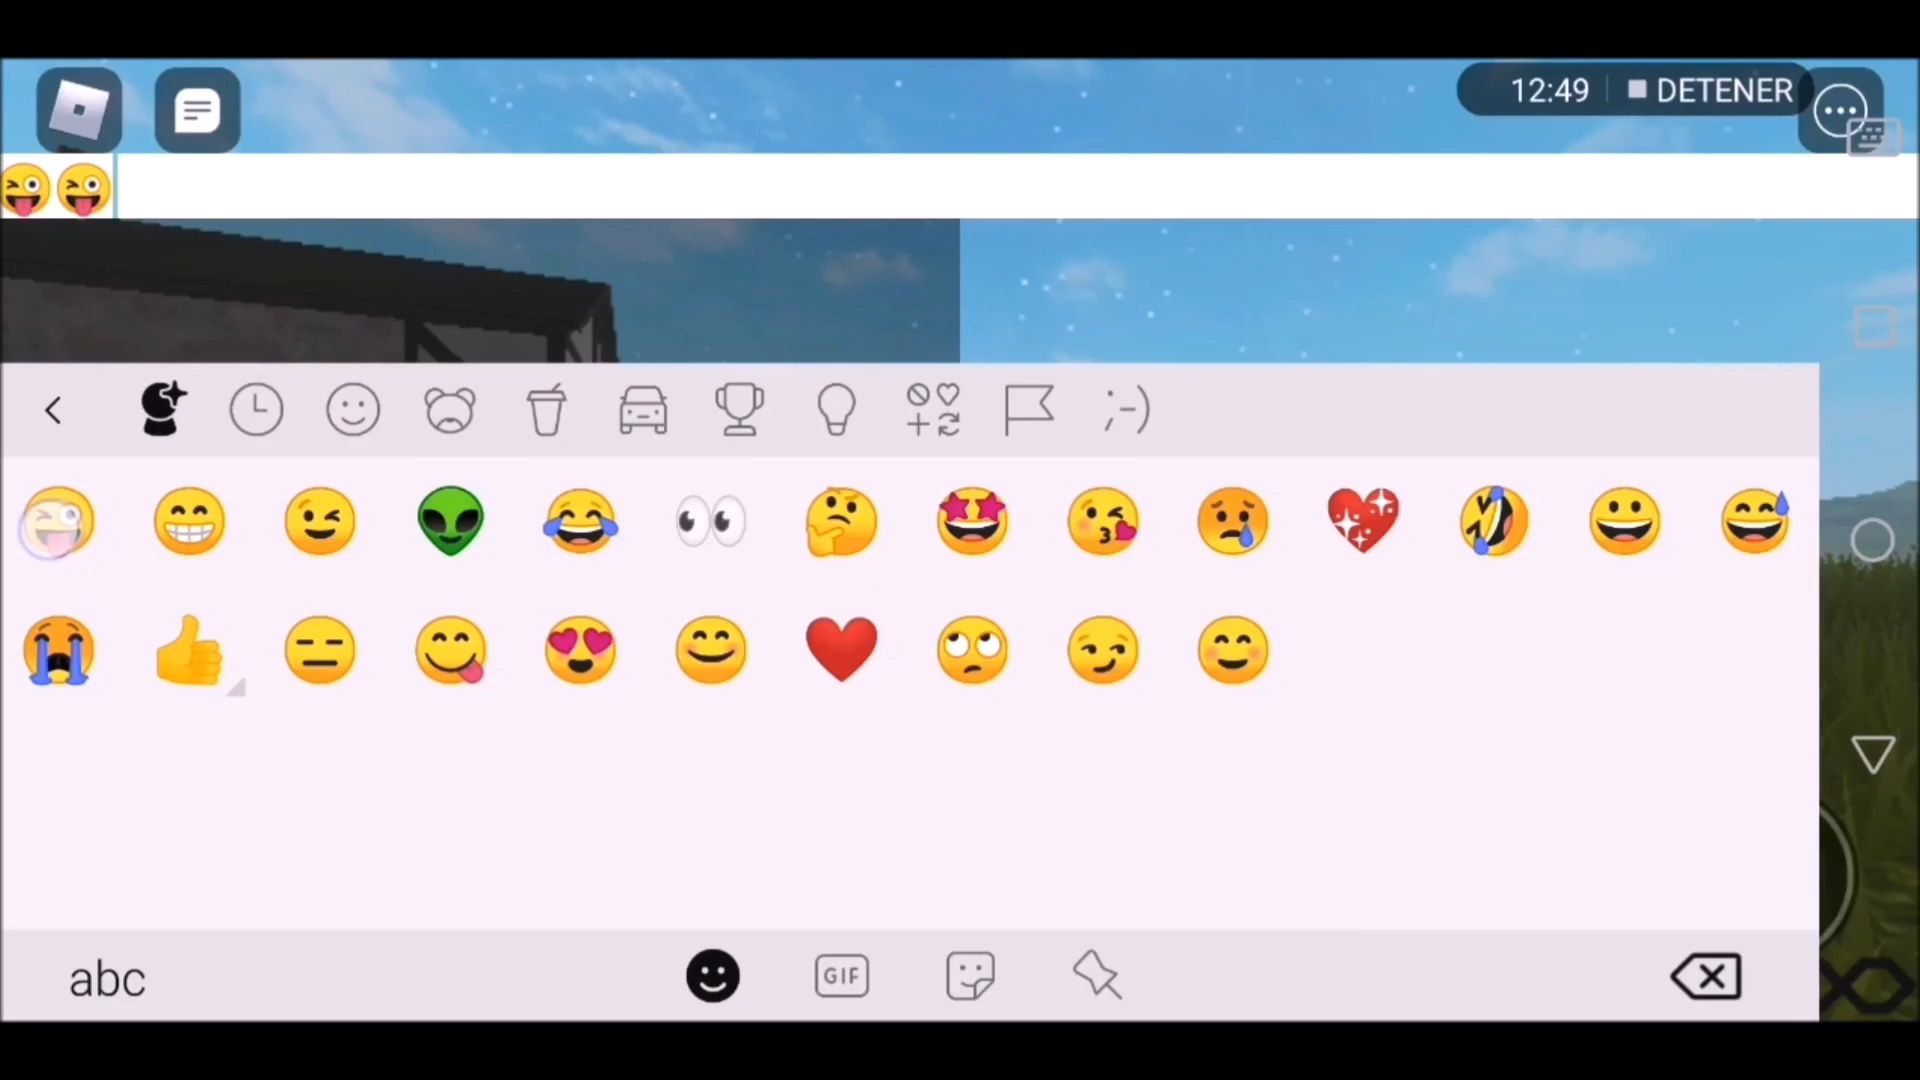 12:49 DETENER
😜😜
;-)
abc
GIF